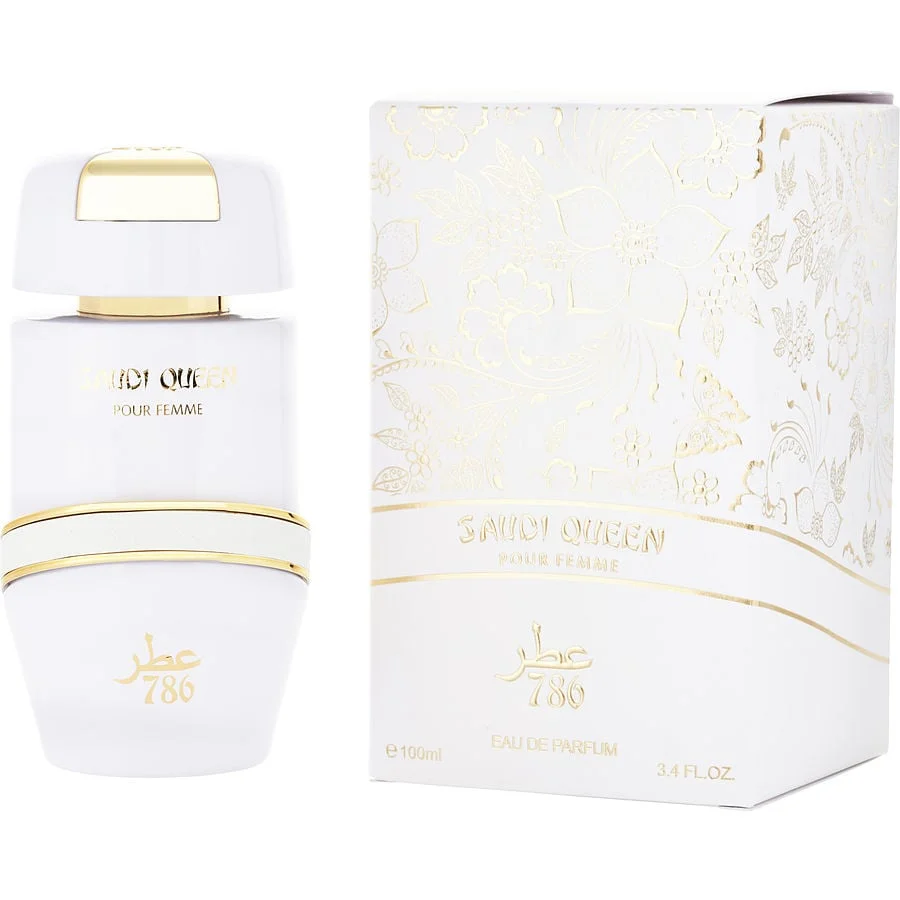 SAUDI QUEEN
POUR FEMME
عطر
786
SAUDI QUEEN
POUR FEMME
عطر
786
EAU DE PARFUM
e 100ml
3.4 FL.OZ.